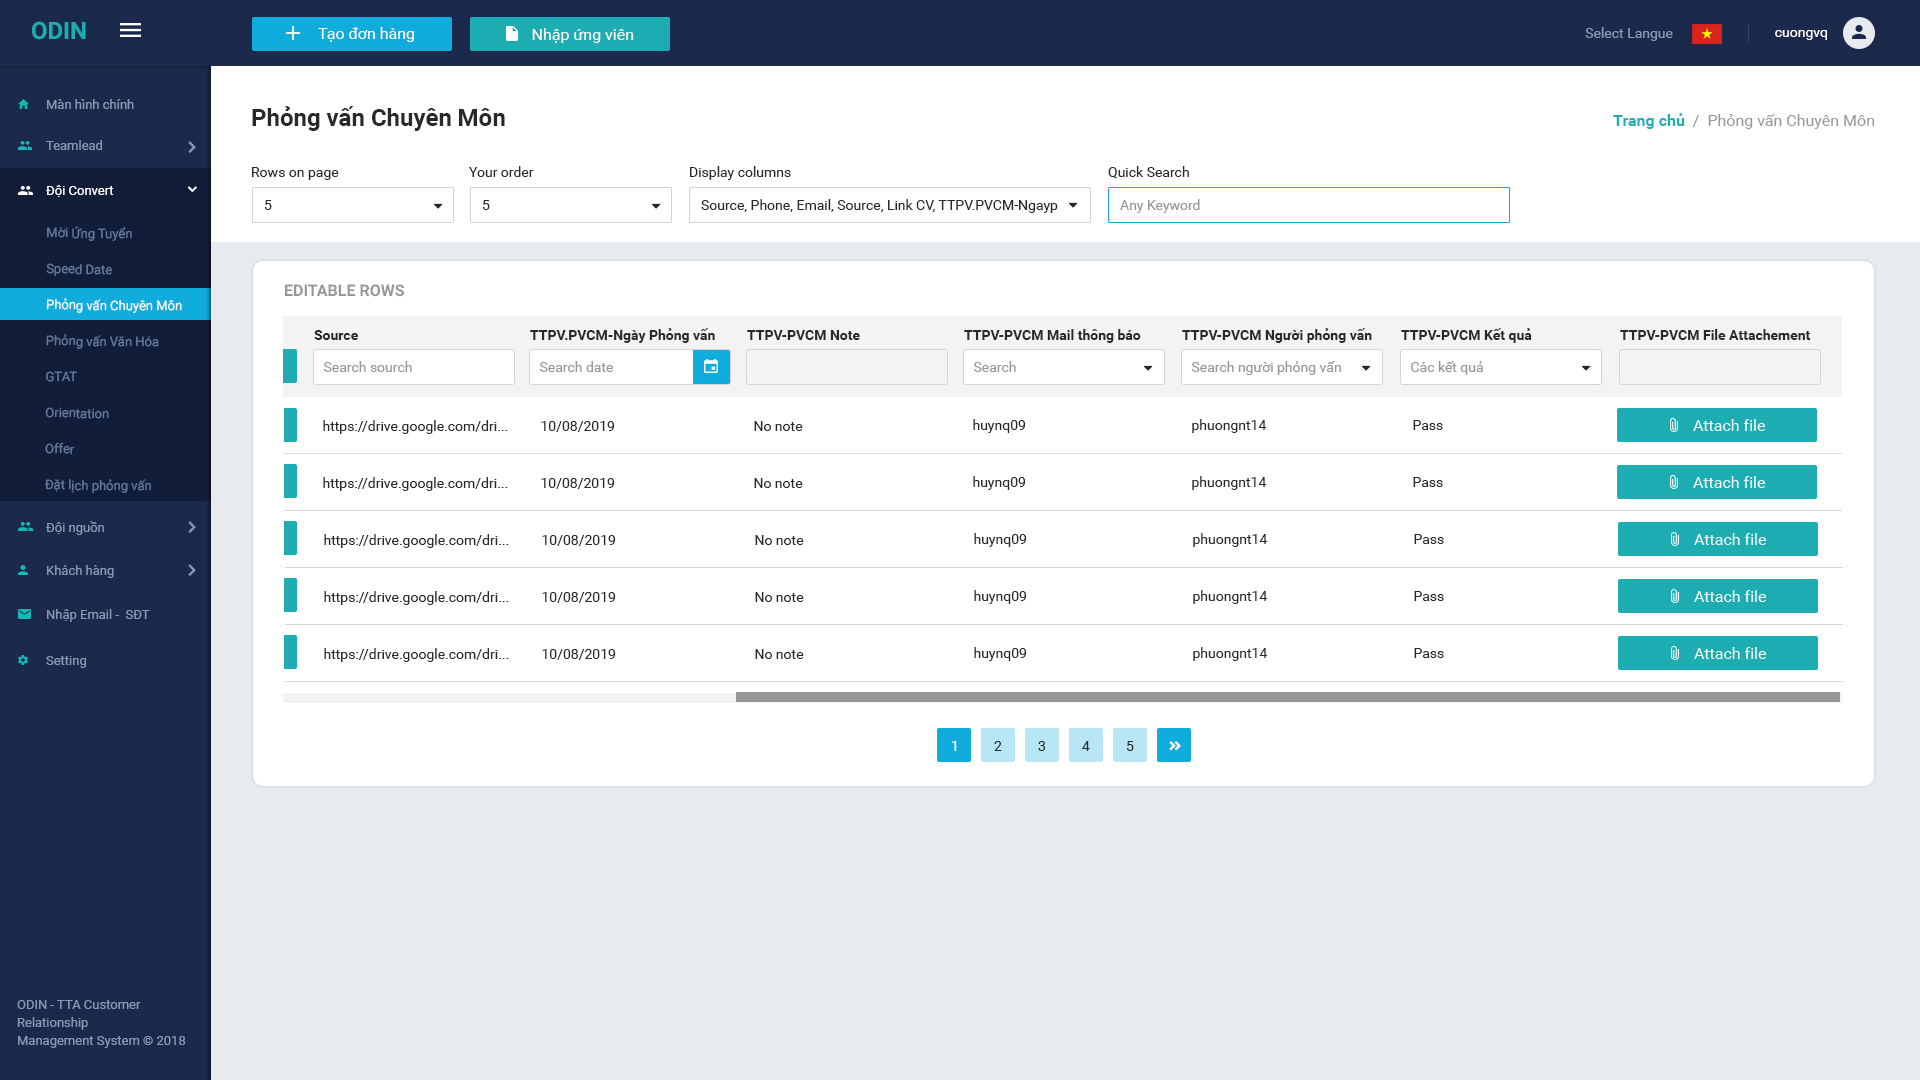 ODIN
Tạo đơn hàng
Nhập ứng viên
Select Langue
cuongvq
Màn hình chính
Teamlead
Đội Convert
Mời Ứng Tuyển
Speed Date
Phỏng vấn Chuyên Môn
Phỏng vấn Văn Hóa
GTAT
Orientation
Offer
Đặt lịch phỏng vấn
Đội nguồn
Khách hàng
Nhập Email - SĐT
Setting
ODIN - TTA Customer
Relationship
Management System © 2018
Phỏng vấn Chuyên Môn
Trang chủ / Phỏng vấn Chuyên Môn
Rows on page
Your order
Display columns
Quick Search
5
5
Source, Phone, Email, Source, Link CV, TTPV.PVCM-Ngayp
Any Keyword
EDITABLE ROWS
Source TTPV.PVCM-Ngày Phỏng vấn TTPV-PVCM Note TTPV-PVCM Mail thông báo TTPV-PVCM Người phỏng vấn TTPV-PVCM Kết quả TTPV-PVCM File Attachement
Search sourch Search date Search Search người phỏng vấn Các kết quả
https://drive.google.com/dri... 10/08/2019 No note huynq09 phuongnt14 Pass Attach file
https://drive.google.com/dri... 10/08/2019 No note huynq09 phuongnt14 Pass Attach file
https://drive.google.com/dri... 10/08/2019 No note huynq09 phuongnt14 Pass Attach file
https://drive.google.com/dri... 10/08/2019 No note huynq09 phuongnt14 Pass Attach file
https://drive.google.com/dri... 10/08/2019 No note huynq09 phuongnt14 Pass Attach file
1 2 3 4 5 »